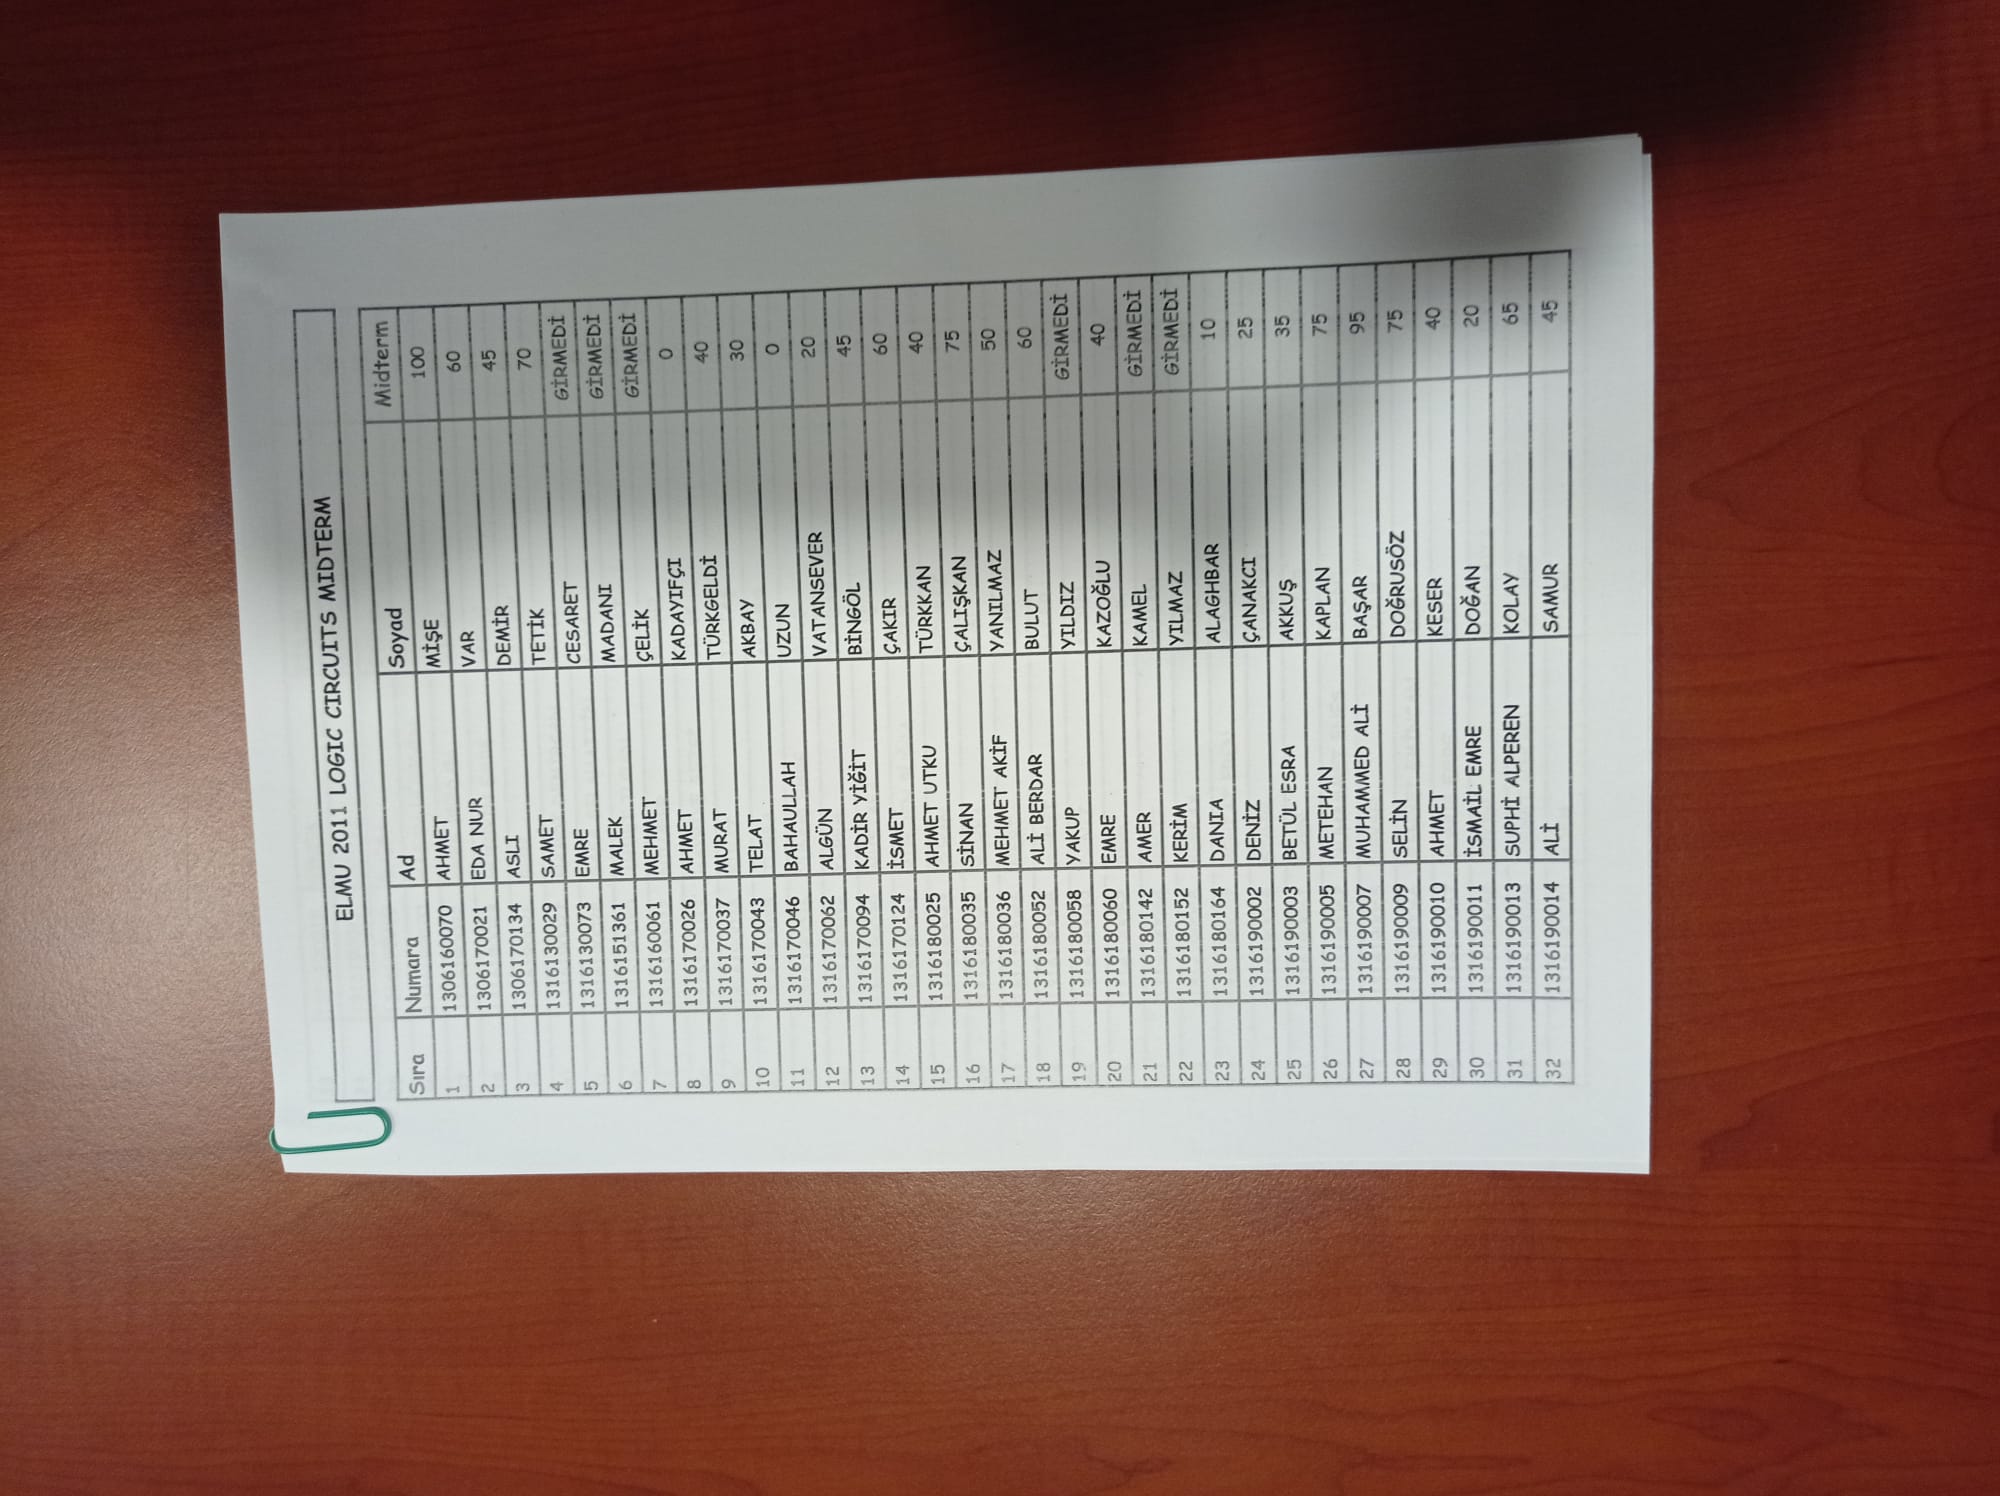 ELMU 2011 LOGIC CIRCUITS MIDTERM
Sıra Numara Ad Soyad Midterm
1 1306160070 AHMET MİŞE 100
2 1306170021 EDA NUR VAR 60
3 1306170134 ASLI DEMİR 45
4 1316130029 SAMET TETİK 70
5 1316130073 EMRE CESARET GİRMEDİ
6 1316151361 MALEK MADANI GİRMEDİ
7 1316160061 MEHMET ÇELİK GİRMEDİ
8 1316170026 AHMET KADAYIFÇI 0
9 1316170037 MURAT TÜRKGELDİ 40
10 1316170043 TELAT AKBAY 30
11 1316170046 BAHAULLAH UZUN 0
12 1316170062 ALGÜN VATANSEVER 20
13 1316170094 KADİR YİĞİT BİNGÖL 45
14 1316170124 İSMET ÇAKIR 60
15 1316180025 AHMET UTKU TÜRKKAN 40
16 1316180035 SİNAN ÇALIŞKAN 75
17 1316180036 MEHMET AKİF YANILMAZ 50
18 1316180052 ALİ BERDAR BULUT 60
19 1316180058 YAKUP YILDIZ GİRMEDİ
20 1316180060 EMRE KAZOĞLU 40
21 1316180142 AMER KAMEL GİRMEDİ
22 1316180152 KERİM YILMAZ GİRMEDİ
23 1316180164 DANIA ALAGHBAR 10
24 1316190002 DENİZ ÇANAKCI 25
25 1316190003 BETÜL ESRA AKKUŞ 35
26 1316190005 METEHAN KAPLAN 75
27 1316190007 MUHAMMED ALİ BAŞAR 95
28 1316190009 SELİN DOĞRUSÖZ 75
29 1316190010 AHMET KESER 40
30 1316190011 İSMAİL EMRE DOĞAN 20
31 1316190013 SUPHİ ALPEREN KOLAY 65
32 1316190014 ALİ SAMUR 45